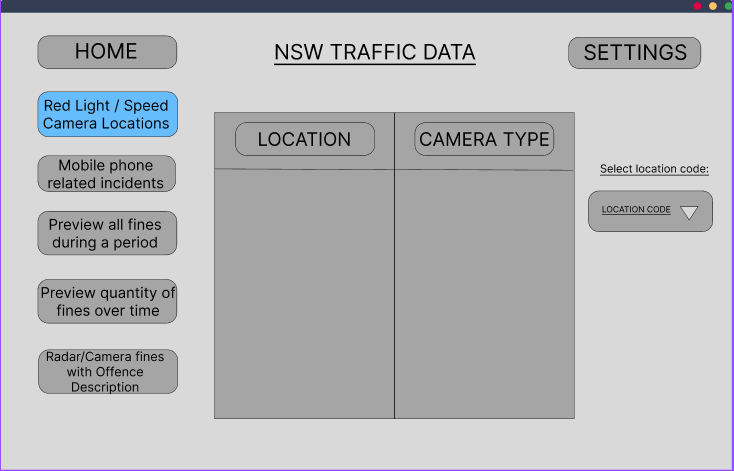 HOME
NSW TRAFFIC DATA
SETTINGS
Red Light / Speed
Camera Locations
Mobile phone
related incidents
Preview all fines
during a period
Preview quantity of
fines over time
Radar/Camera fines
with Offence
Description
LOCATION
CAMERA TYPE
Select location code:
LOCATION CODE